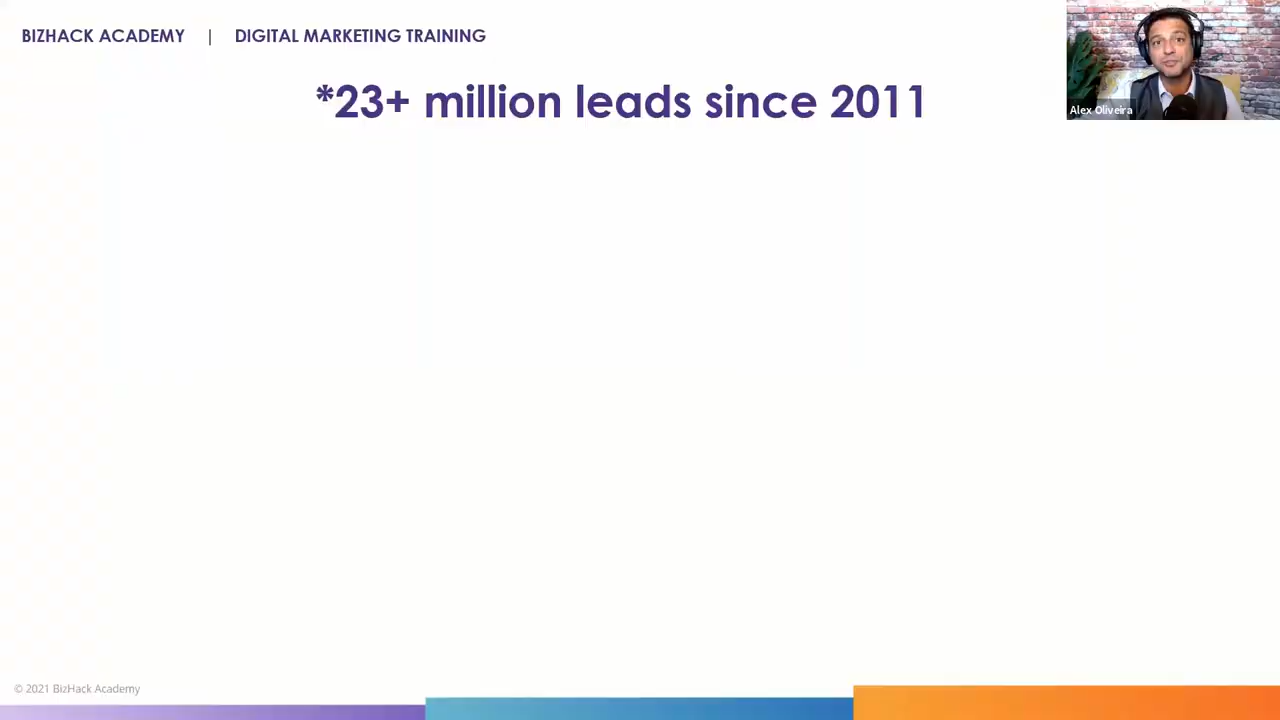 BIZHACK ACADEMY | DIGITAL MARKETING TRAINING
*23+ million leads since 2011
Alex Oliveira
© 2021 BizHack Academy